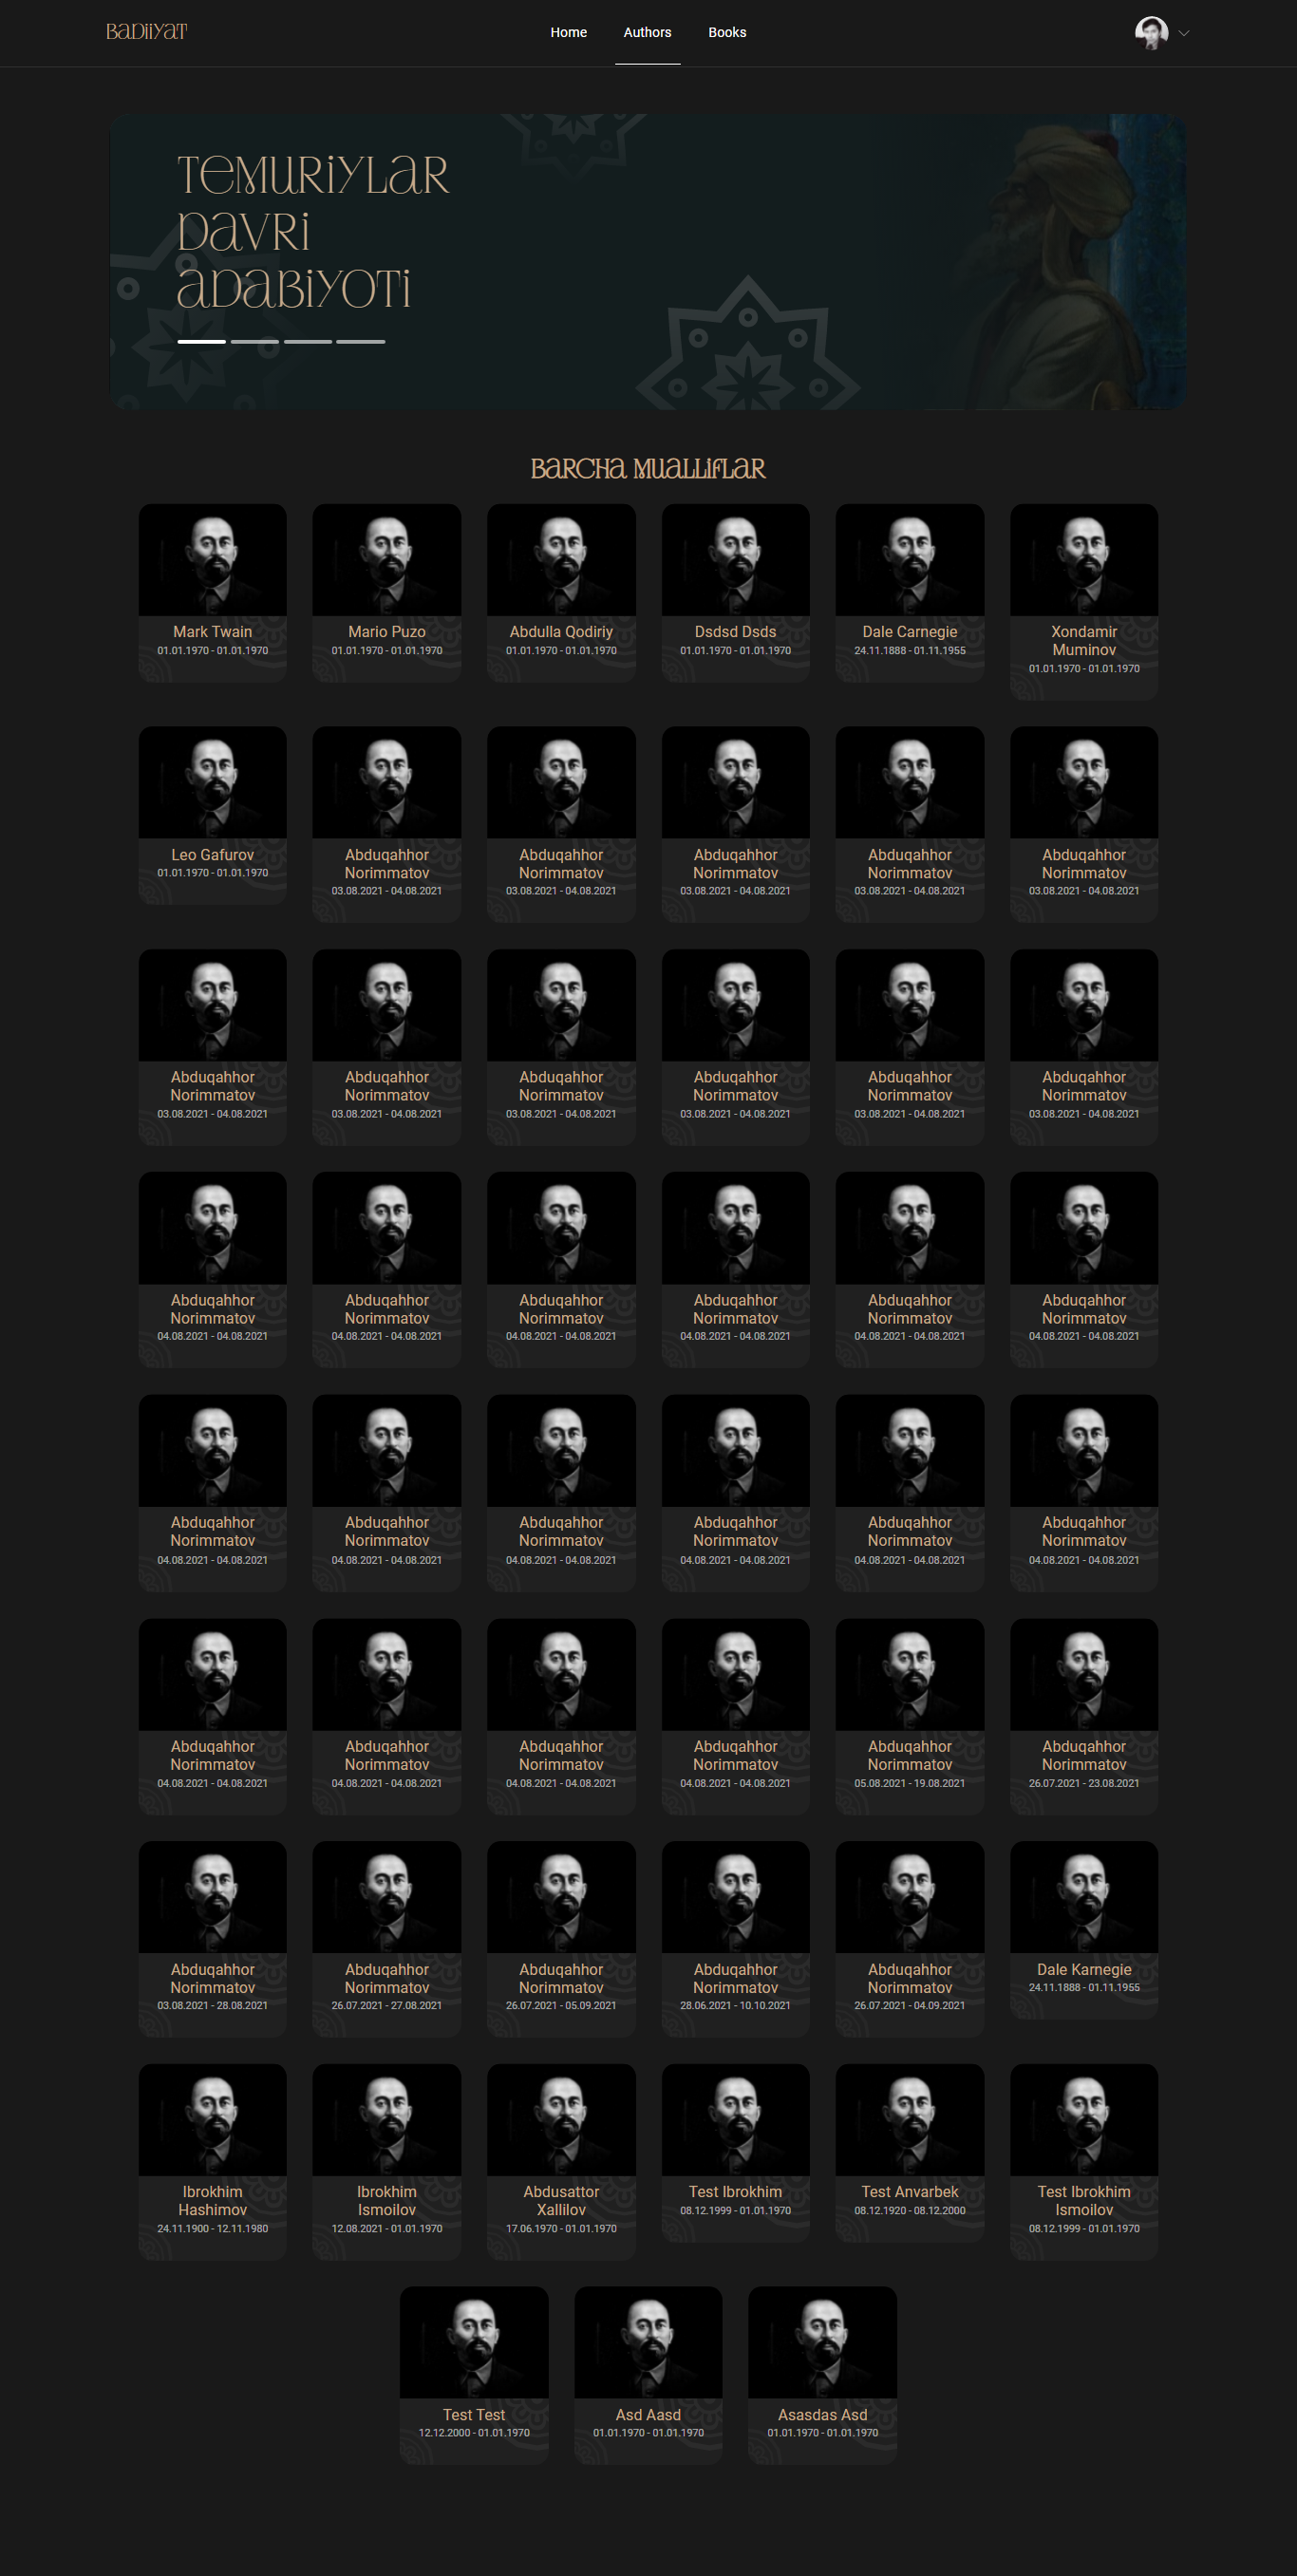 BADIIYAT
Home Authors Books
TEMURIYLAR
DAVRI
ADABIYOTI
BARCHA MUALLIFLAR
Mark Twain
01.01.1970 - 01.01.1970
Mario Puzo
01.01.1970 - 01.01.1970
Abdulla Qodiriy
01.01.1970 - 01.01.1970
Dsdsd Dsds
01.01.1970 - 01.01.1970
Dale Carnegie
24.11.1888 - 01.11.1955
Xondamir
Muminov
01.01.1970 - 01.01.1970
Leo Gafurov
01.01.1970 - 01.01.1970
Abduqahhor
Norimmatov
03.08.2021 - 04.08.2021
Abduqahhor
Norimmatov
03.08.2021 - 04.08.2021
Abduqahhor
Norimmatov
03.08.2021 - 04.08.2021
Abduqahhor
Norimmatov
03.08.2021 - 04.08.2021
Abduqahhor
Norimmatov
03.08.2021 - 04.08.2021
Abduqahhor
Norimmatov
03.08.2021 - 04.08.2021
Abduqahhor
Norimmatov
03.08.2021 - 04.08.2021
Abduqahhor
Norimmatov
03.08.2021 - 04.08.2021
Abduqahhor
Norimmatov
03.08.2021 - 04.08.2021
Abduqahhor
Norimmatov
03.08.2021 - 04.08.2021
Abduqahhor
Norimmatov
03.08.2021 - 04.08.2021
Abduqahhor
Norimmatov
04.08.2021 - 04.08.2021
Abduqahhor
Norimmatov
04.08.2021 - 04.08.2021
Abduqahhor
Norimmatov
04.08.2021 - 04.08.2021
Abduqahhor
Norimmatov
04.08.2021 - 04.08.2021
Abduqahhor
Norimmatov
04.08.2021 - 04.08.2021
Abduqahhor
Norimmatov
04.08.2021 - 04.08.2021
Abduqahhor
Norimmatov
04.08.2021 - 04.08.2021
Abduqahhor
Norimmatov
04.08.2021 - 04.08.2021
Abduqahhor
Norimmatov
04.08.2021 - 04.08.2021
Abduqahhor
Norimmatov
04.08.2021 - 04.08.2021
Abduqahhor
Norimmatov
04.08.2021 - 04.08.2021
Abduqahhor
Norimmatov
04.08.2021 - 04.08.2021
Abduqahhor
Norimmatov
04.08.2021 - 04.08.2021
Abduqahhor
Norimmatov
04.08.2021 - 04.08.2021
Abduqahhor
Norimmatov
04.08.2021 - 04.08.2021
Abduqahhor
Norimmatov
04.08.2021 - 04.08.2021
Abduqahhor
Norimmatov
05.08.2021 - 19.08.2021
Abduqahhor
Norimmatov
26.07.2021 - 23.08.2021
Abduqahhor
Norimmatov
03.08.2021 - 28.08.2021
Abduqahhor
Norimmatov
26.07.2021 - 27.08.2021
Abduqahhor
Norimmatov
26.07.2021 - 05.09.2021
Abduqahhor
Norimmatov
28.06.2021 - 10.10.2021
Abduqahhor
Norimmatov
26.07.2021 - 04.09.2021
Dale Karnegie
24.11.1888 - 01.11.1955
Ibrokhim
Hashimov
24.11.1900 - 12.11.1980
Ibrokhim
Ismoilov
12.08.2021 - 01.01.1970
Abdusattor
Xallilov
17.06.1970 - 01.01.1970
Test Ibrokhim
08.12.1999 - 01.01.1970
Test Anvarbek
08.12.1920 - 08.12.2000
Test Ibrokhim
Ismoilov
08.12.1999 - 01.01.1970
Test Test
12.12.2000 - 01.01.1970
Asd Aasd
01.01.1970 - 01.01.1970
Asasdas Asd
01.01.1970 - 01.01.1970